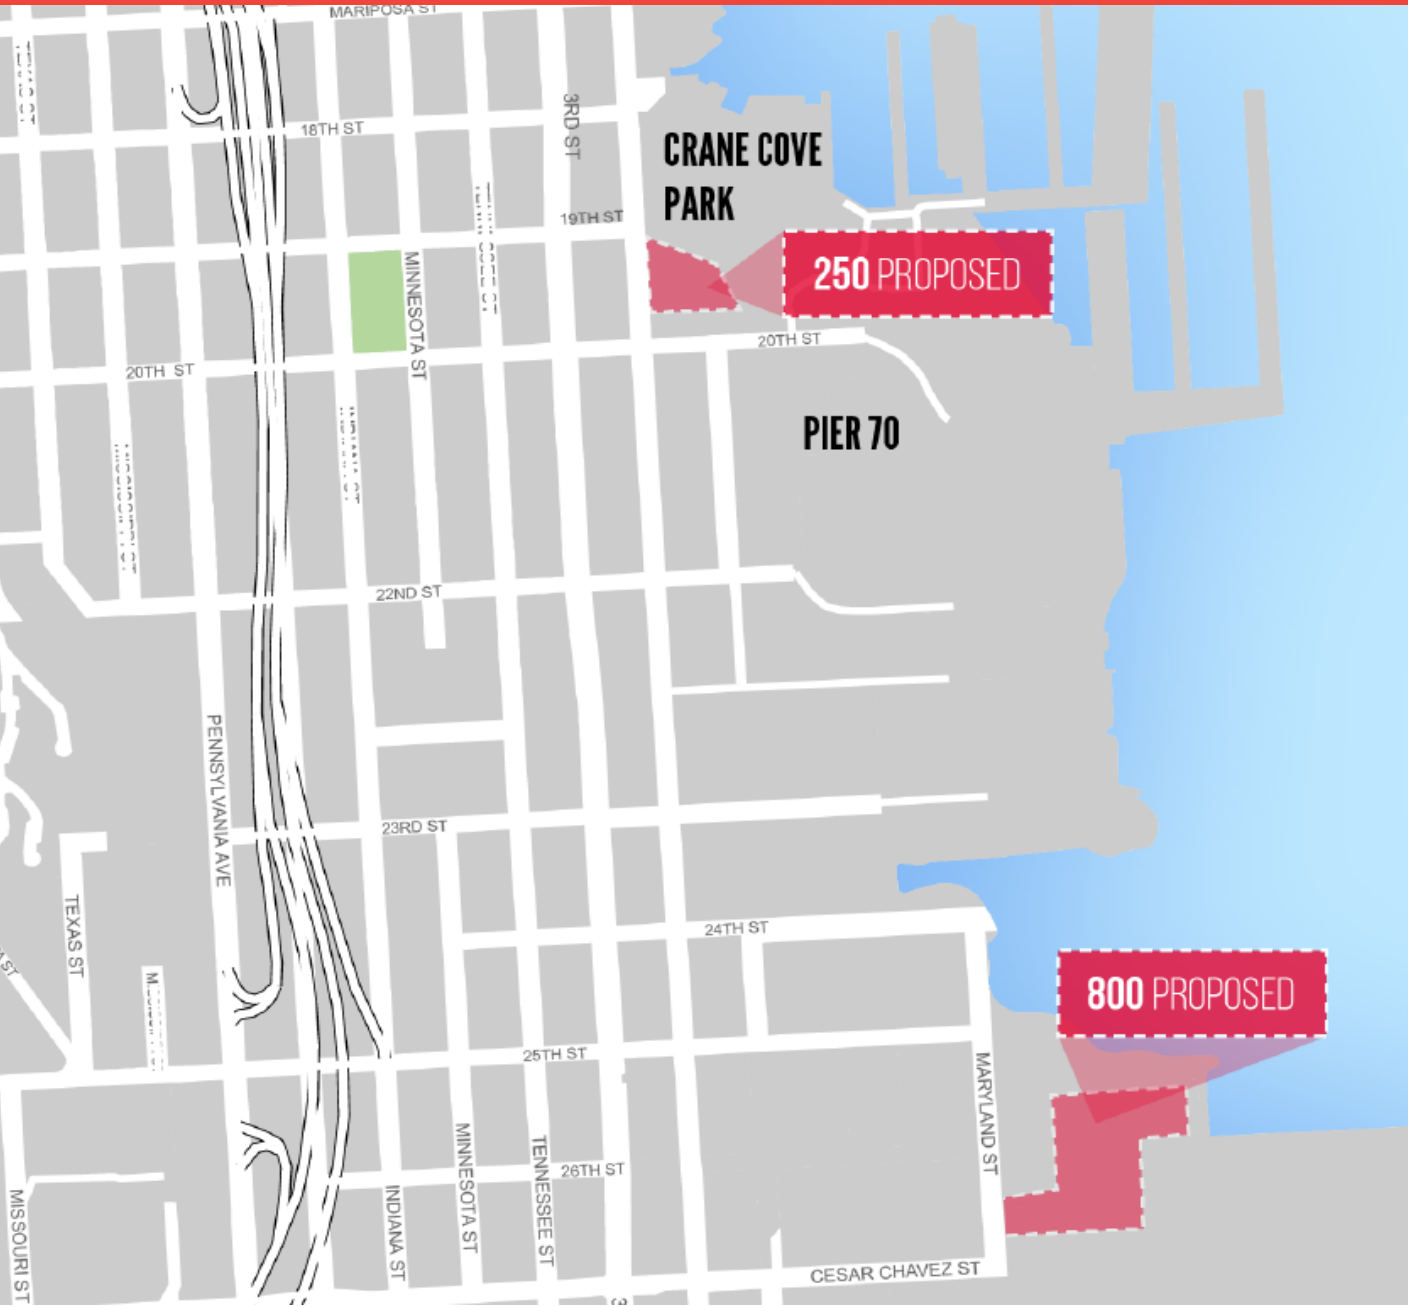 MARIPOSA ST
3RD ST
18TH ST
CRANE COVE
PARK
19TH ST
MINNESOTA ST
250 PROPOSED
20TH ST
20TH ST
PIER 70
22ND ST
PENNSYLVANIA AVE
23RD ST
TEXAS ST
24TH ST
800 PROPOSED
25TH ST
MARYLAND ST
MINNESOTA ST
TENNESSEE ST
26TH ST
INDIANA ST
MISSOURI ST
CESAR CHAVEZ ST